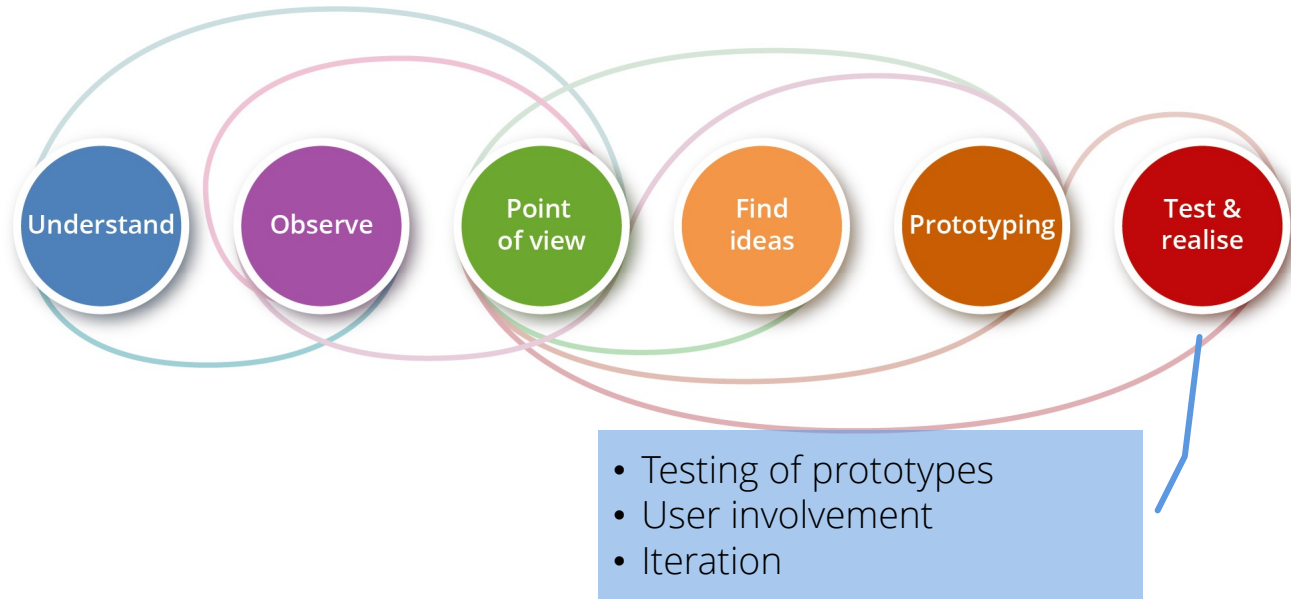 Understand
Observe
Point
of view
Find
ideas
Prototyping
Test &
realise
• Testing of prototypes
• User involvement
• Iteration